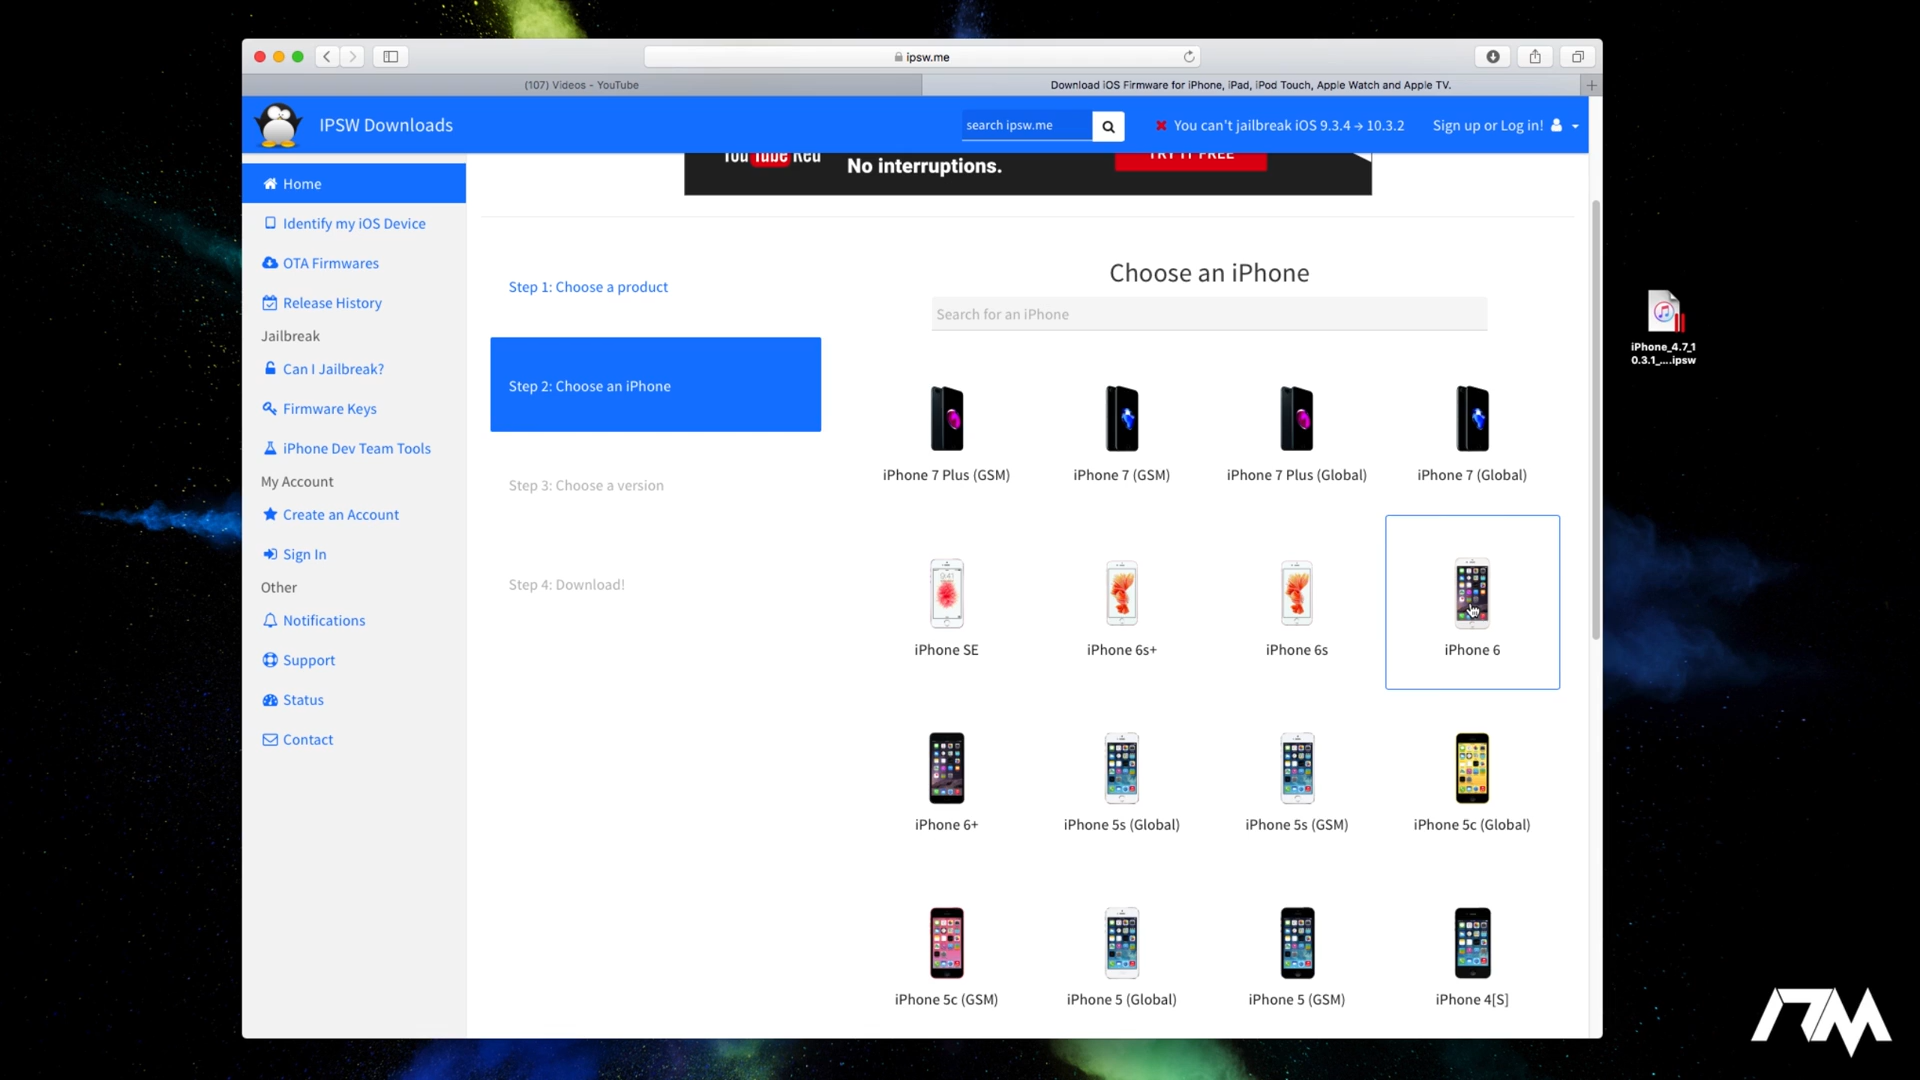 ipsw.me
(107) Videos - YouTube
Download iOS Firmware for iPhone, iPad, iPod Touch, Apple Watch and Apple TV.
IPSW Downloads
search ipsw.me
You can't jailbreak iOS 9.3.4 → 10.3.2
Sign up or Log in!
YouTube Red
No interruptions.
TRY IT FREE
Home
Identify my iOS Device
OTA Firmwares
Release History
Jailbreak
Can I Jailbreak?
Firmware Keys
iPhone Dev Team Tools
My Account
Create an Account
Sign In
Other
Notifications
Support
Status
Contact
Step 1: Choose a product
Step 2: Choose an iPhone
Step 3: Choose a version
Step 4: Download!
Choose an iPhone
Search for an iPhone
iPhone 7 Plus (GSM)
iPhone 7 (GSM)
iPhone 7 Plus (Global)
iPhone 7 (Global)
iPhone SE
iPhone 6s+
iPhone 6s
iPhone 6
iPhone 6+
iPhone 5s (Global)
iPhone 5s (GSM)
iPhone 5c (Global)
iPhone 5c (GSM)
iPhone 5 (Global)
iPhone 5 (GSM)
iPhone 4[S]
iPhone_4.7_1
0.3.1_....ipsw